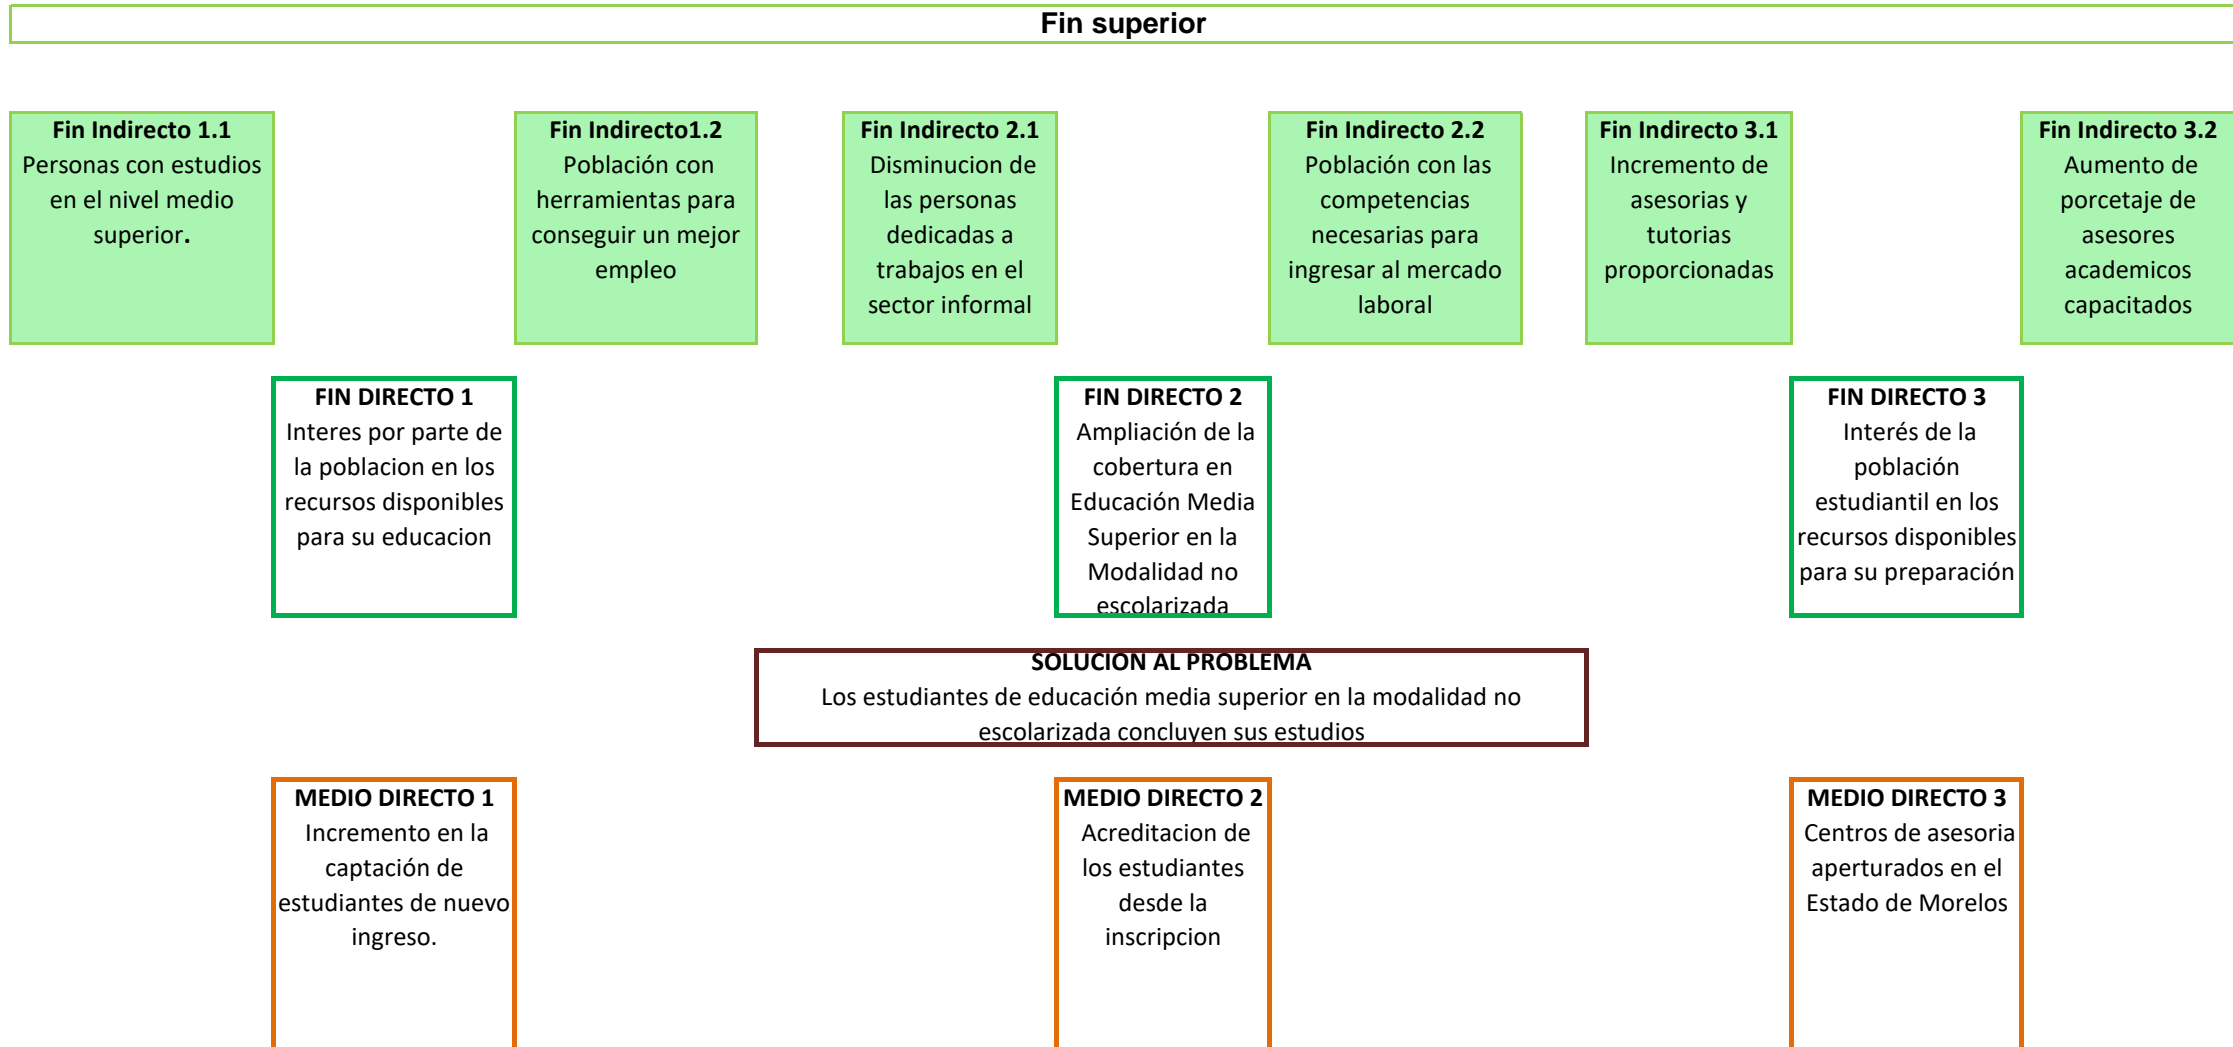 Fin superior
Fin Indirecto 1.1
Personas con estudios
en el nivel medio
superior.
Fin Indirecto1.2
Población con
herramientas para
conseguir un mejor
empleo
Fin Indirecto 2.1
Disminucion de
las personas
dedicadas a
trabajos en el
sector informal
Fin Indirecto 2.2
Población con las
competencias
necesarias para
ingresar al mercado
laboral
Fin Indirecto 3.1
Incremento de
asesorias y
tutorias
proporcionadas
Fin Indirecto 3.2
Aumento de
porcetaje de
asesores
academicos
capacitados
FIN DIRECTO 1
Interes por parte de
la poblacion en los
recursos disponibles
para su educacion
FIN DIRECTO 2
Ampliación de la
cobertura en
Educación Media
Superior en la
Modalidad no
escolarizada
FIN DIRECTO 3
Interés de la
población
estudiantil en los
recursos disponibles
para su preparación
SOLUCION AL PROBLEMA
Los estudiantes de educación media superior en la modalidad no
escolarizada concluyen sus estudios
MEDIO DIRECTO 1
Incremento en la
captación de
estudiantes de nuevo
ingreso.
MEDIO DIRECTO 2
Acreditacion de
los estudiantes
desde la
inscripcion
MEDIO DIRECTO 3
Centros de asesoria
aperturados en el
Estado de Morelos